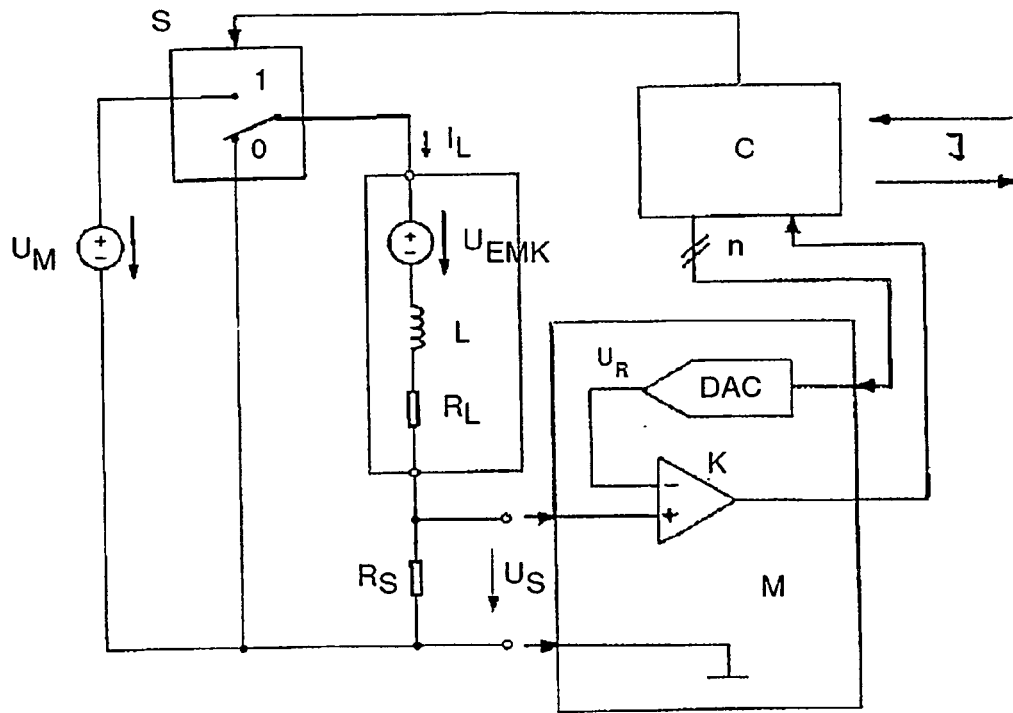 S
1
0
I_L
C
J
U_M
+
−
+
−
U_EMK
n
L
U_R
DAC
R_L
K
−
+
R_S
U_S
M